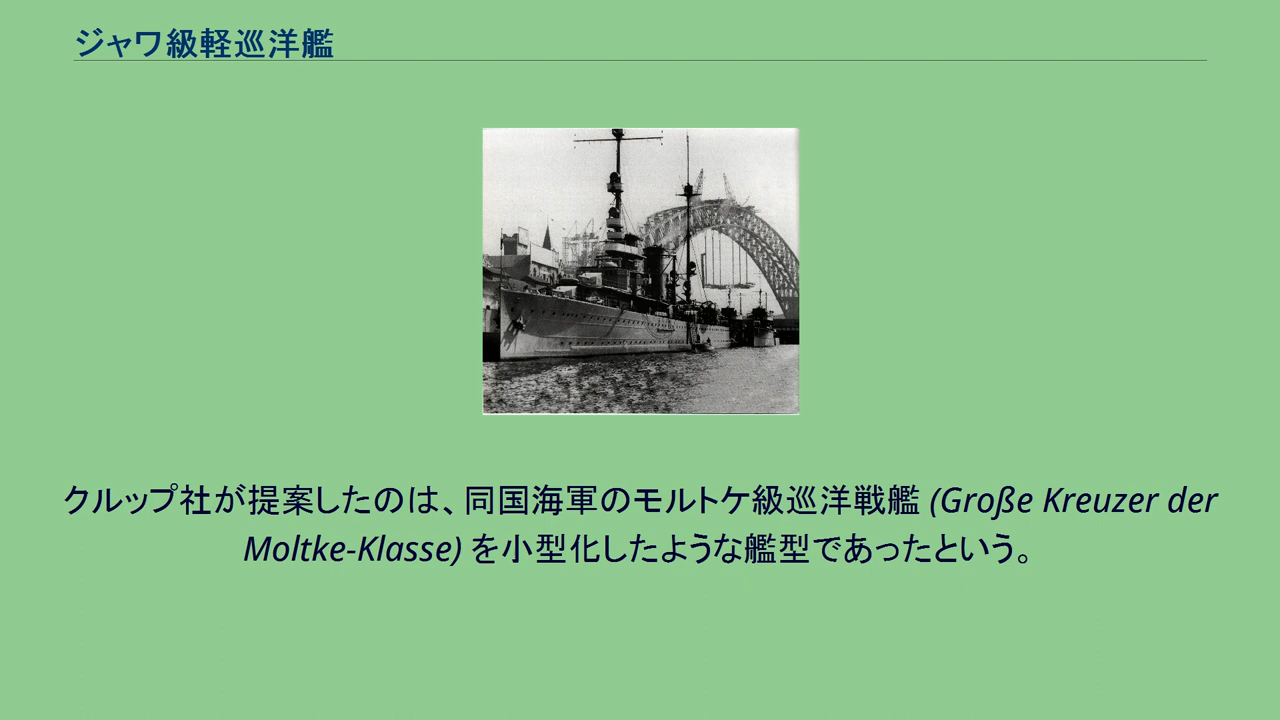 ジャワ級軽巡洋艦
クルップ社が提案したのは、同国海軍のモルトケ級巡洋戦艦 (Große Kreuzer der
Moltke-Klasse) を小型化したような艦型であったという。